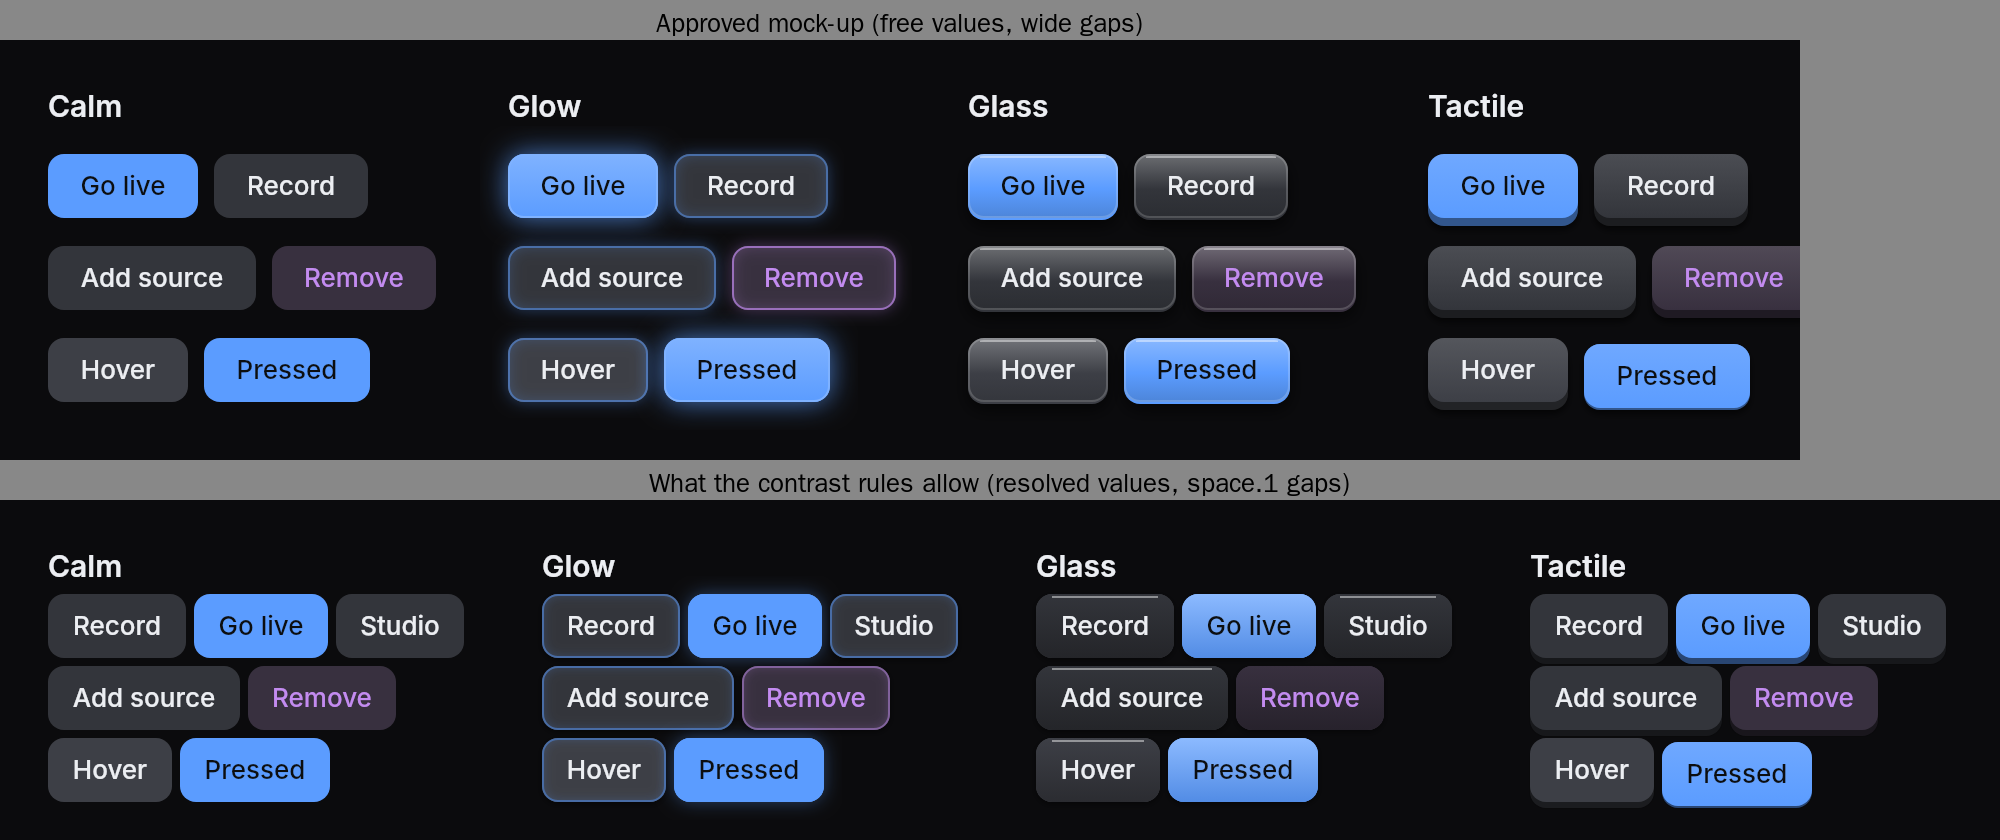 Approved mock-up (free values, wide gaps)
Calm Glow Glass Tactile
Go live Record Go live Record Go live Record Go live Record
Add source Remove Add source Remove Add source Remove Add source Remove
Hover Pressed Hover Pressed Hover Pressed Hover Pressed
What the contrast rules allow (resolved values, space.1 gaps)
Calm Glow Glass Tactile
Record Go live Studio Record Go live Studio Record Go live Studio Record Go live Studio
Add source Remove Add source Remove Add source Remove Add source Remove
Hover Pressed Hover Pressed Hover Pressed Hover Pressed